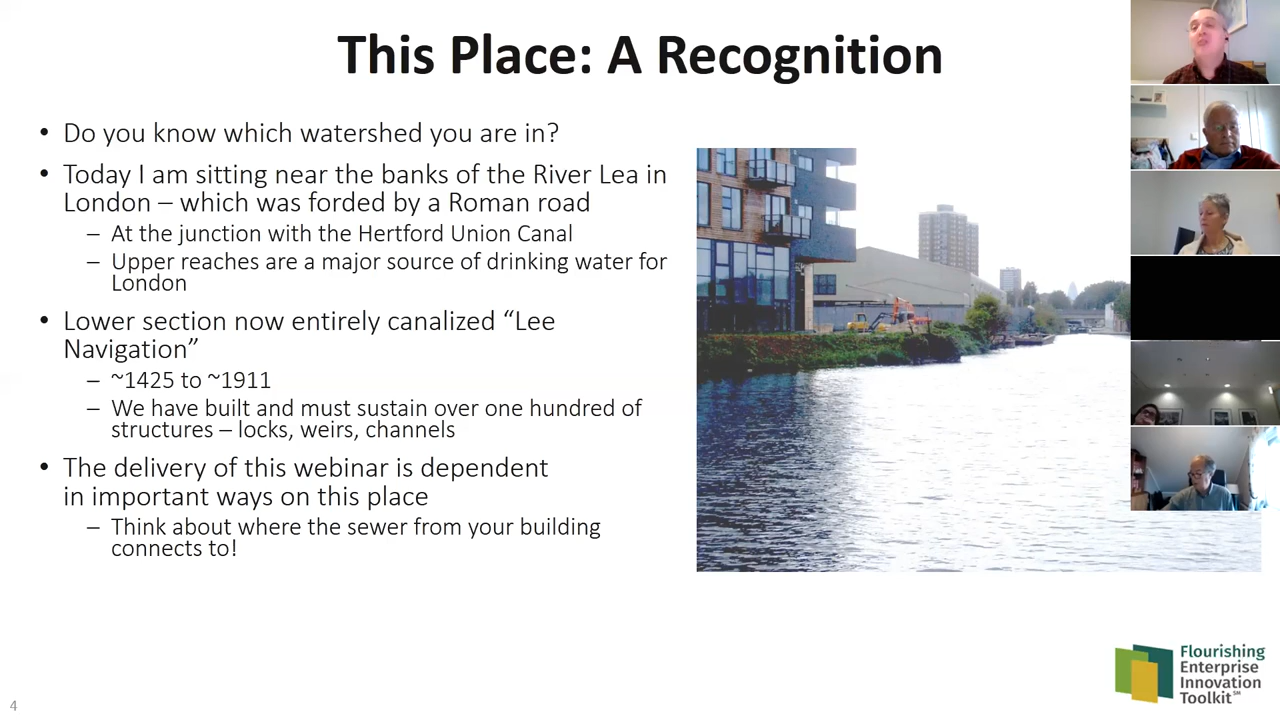 This Place: A Recognition
• Do you know which watershed you are in?
• Today I am sitting near the banks of the River Lea in
London – which was forded by a Roman road
– At the junction with the Hertford Union Canal
– Upper reaches are a major source of drinking water for
London
• Lower section now entirely canalized “Lee
Navigation”
– ~1425 to ~1911
– We have built and must sustain over one hundred of
structures – locks, weirs, channels
• The delivery of this webinar is dependent
in important ways on this place
– Think about where the sewer from your building
connects to!
Flourishing
Enterprise
Innovation
Toolkit℠
4